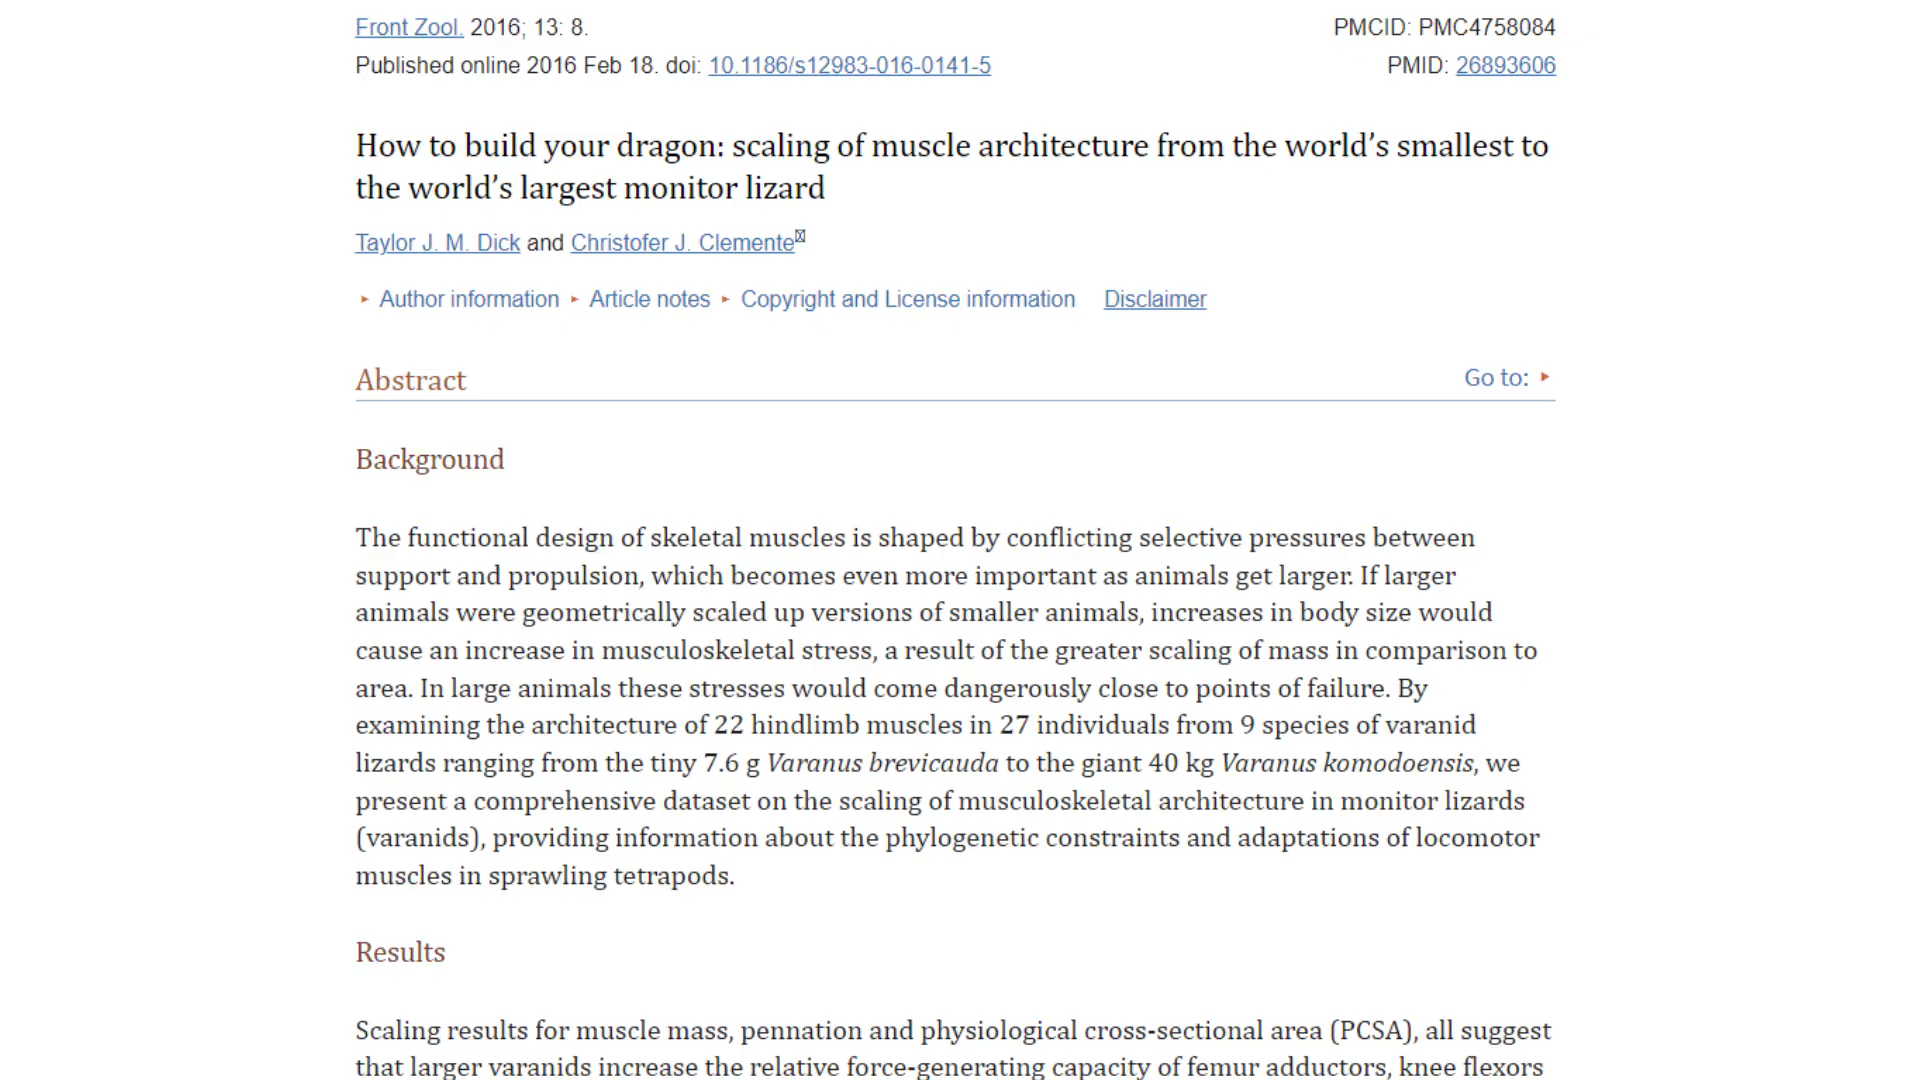 Front Zool. 2016; 13: 8.
PMCID: PMC4758084
Published online 2016 Feb 18. doi: 10.1186/s12983-016-0141-5
PMID: 26893606
How to build your dragon: scaling of muscle architecture from the world’s smallest to
the world’s largest monitor lizard
Taylor J. M. Dick and Christofer J. Clemente
Author information Article notes Copyright and License information Disclaimer
Abstract
Go to:
Background
The functional design of skeletal muscles is shaped by conflicting selective pressures between
support and propulsion, which becomes even more important as animals get larger. If larger
animals were geometrically scaled up versions of smaller animals, increases in body size would
cause an increase in musculoskeletal stress, a result of the greater scaling of mass in comparison to
area. In large animals these stresses would come dangerously close to points of failure. By
examining the architecture of 22 hindlimb muscles in 27 individuals from 9 species of varanid
lizards ranging from the tiny 7.6 g Varanus brevicauda to the giant 40 kg Varanus komodoensis, we
present a comprehensive dataset on the scaling of musculoskeletal architecture in monitor lizards
(varanids), providing information about the phylogenetic constraints and adaptations of locomotor
muscles in sprawling tetrapods.
Results
Scaling results for muscle mass, pennation and physiological cross-sectional area (PCSA), all suggest
that larger varanids increase the relative force-generating capacity of femur adductors, knee flexors